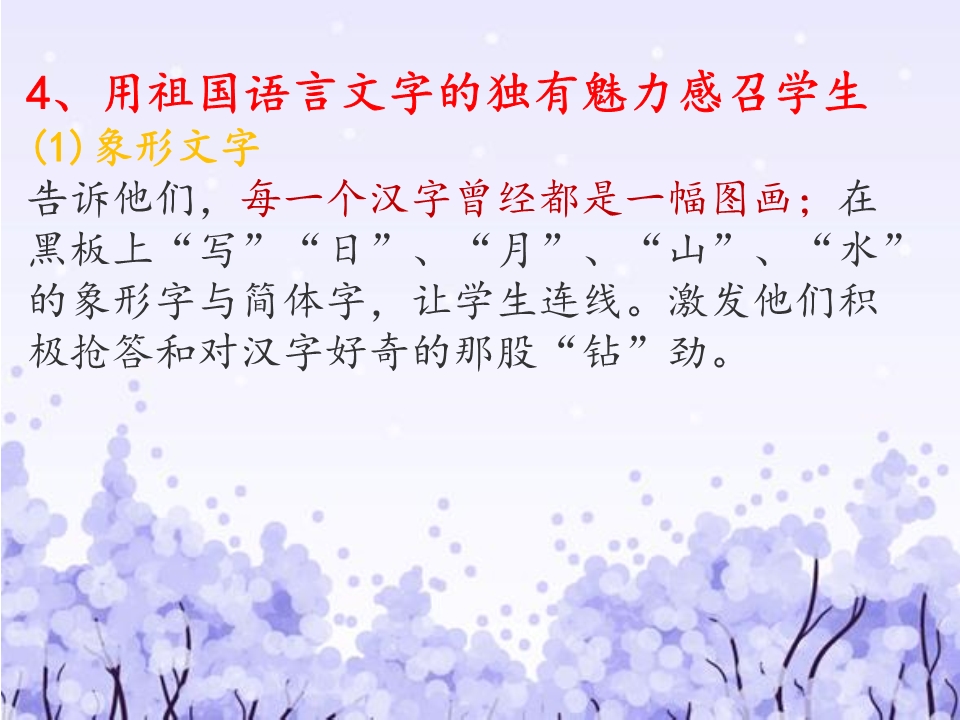 4、用祖国语言文字的独有魅力感召学生
(1)象形文字
告诉他们，每一个汉字曾经都是一幅图画；在
黑板上“写”“日”、“月”、“山”、“水”
的象形字与简体字，让学生连线。激发他们积
极抢答和对汉字好奇的那股“钻”劲。